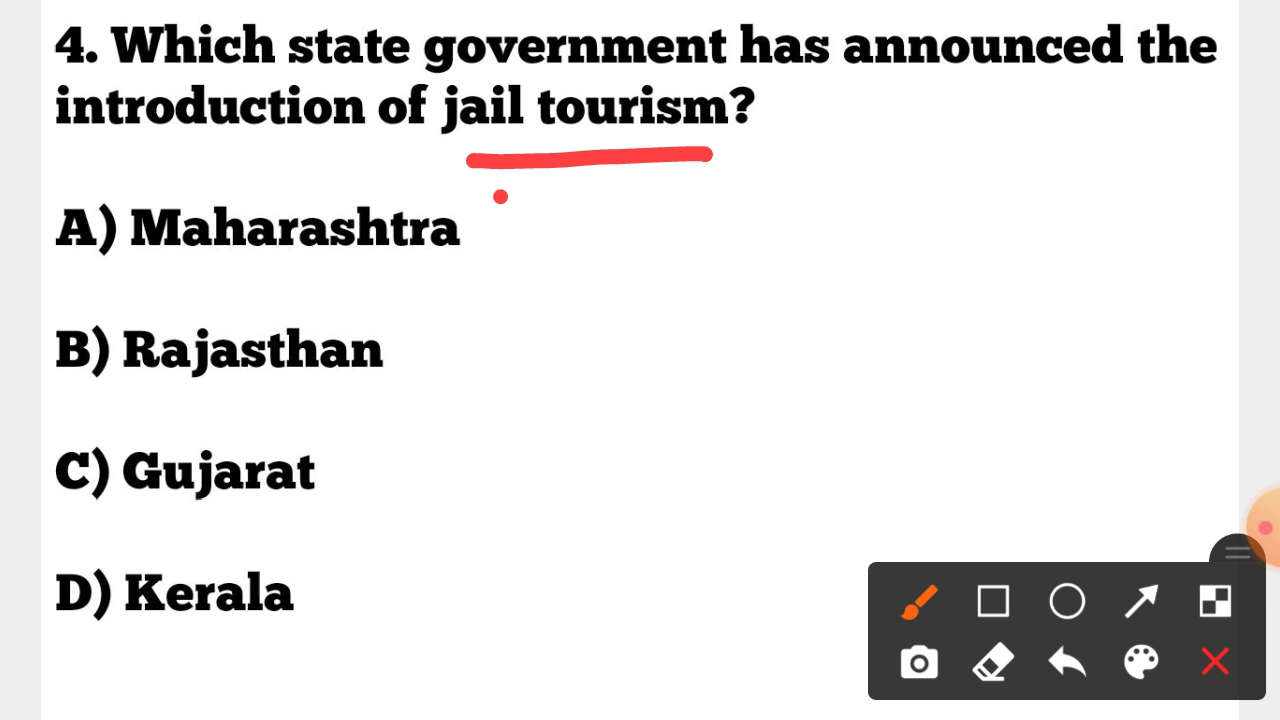 4. Which state government has announced the
introduction of jail tourism?
A) Maharashtra
B) Rajasthan
C) Gujarat
D) Kerala